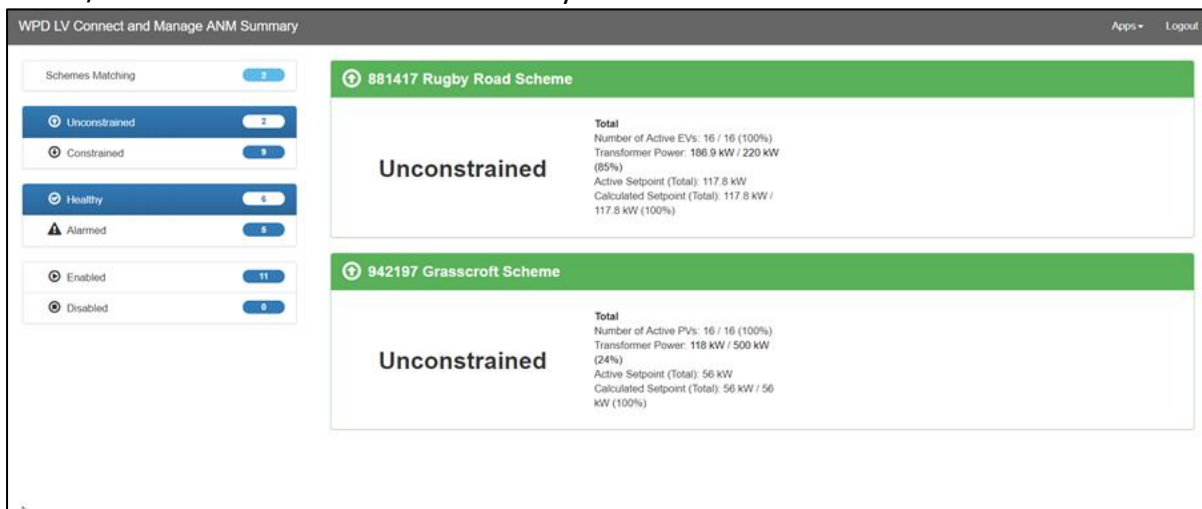 WPD LV Connect and Manage ANM Summary
Apps
Logout
Schemes Matching 2
Unconstrained 2
Constrained 9
Healthy 6
Alarmed 5
Enabled 11
Disabled 0
881417 Rugby Road Scheme
Unconstrained
Total
Number of Active EVs: 16 / 16 (100%)
Transformer Power: 186.9 kW / 220 kW
(85%)
Active Setpoint (Total): 117.8 kW
Calculated Setpoint (Total): 117.8 kW /
117.8 kW (100%)
942197 Grasscroft Scheme
Unconstrained
Total
Number of Active PVs: 16 / 16 (100%)
Transformer Power: 118 kW / 500 kW
(24%)
Active Setpoint (Total): 56 kW
Calculated Setpoint (Total): 56 kW / 56
kW (100%)